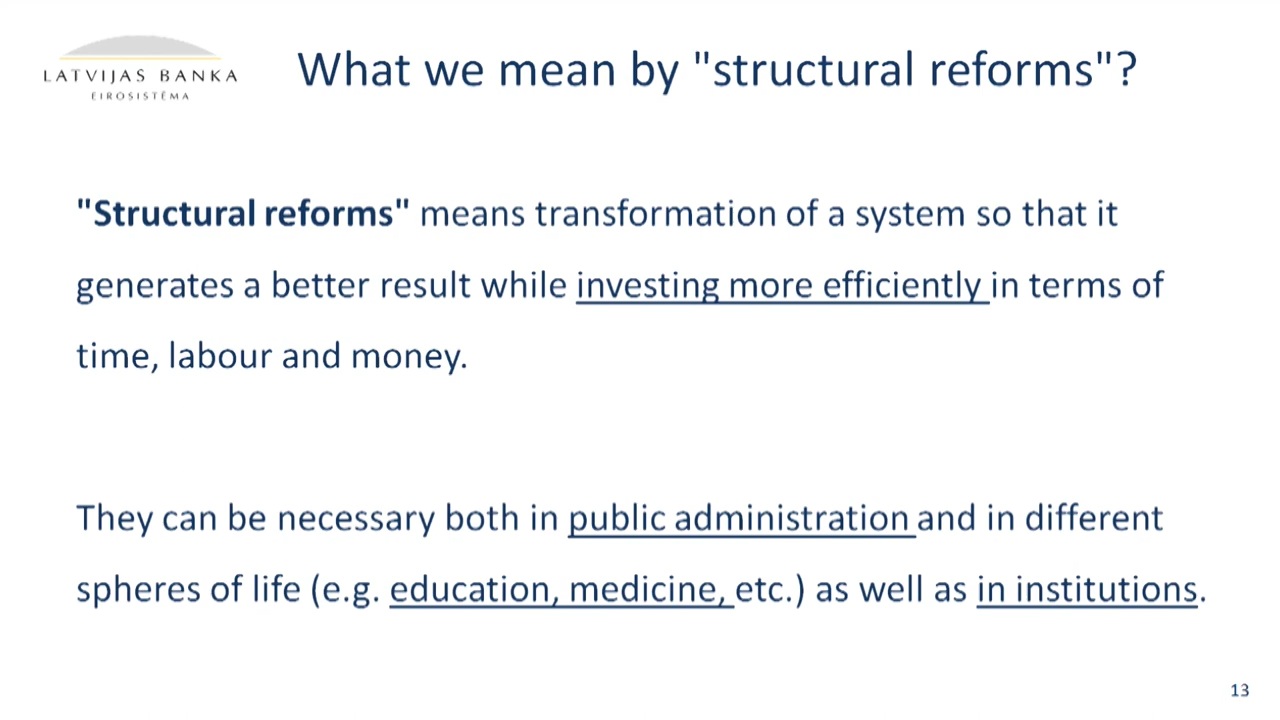 LATVIJAS BANKA
EIROSISTĒMA
What we mean by "structural reforms"?
"Structural reforms" means transformation of a system so that it
generates a better result while investing more efficiently in terms of
time, labour and money.
They can be necessary both in public administration and in different
spheres of life (e.g. education, medicine, etc.) as well as in institutions.
13